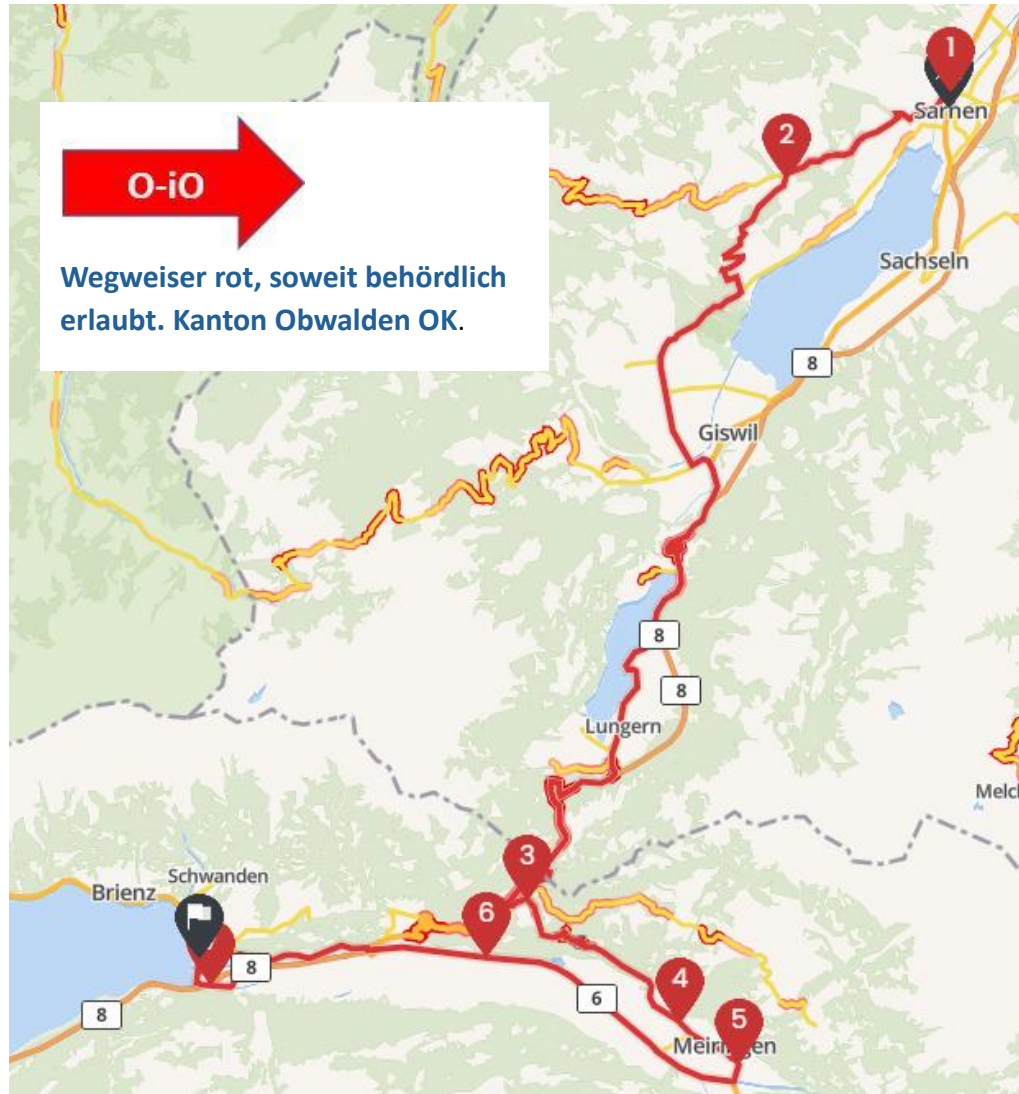 1
Sarnen
2
O-iO
Wegweiser rot, soweit behördlich
erlaubt. Kanton Obwalden OK.
Sachseln
8
Giswil
8
8
Lungern
Melc
3
Schwanden
Brienz
6
8
6
4
5
8
Meiringen